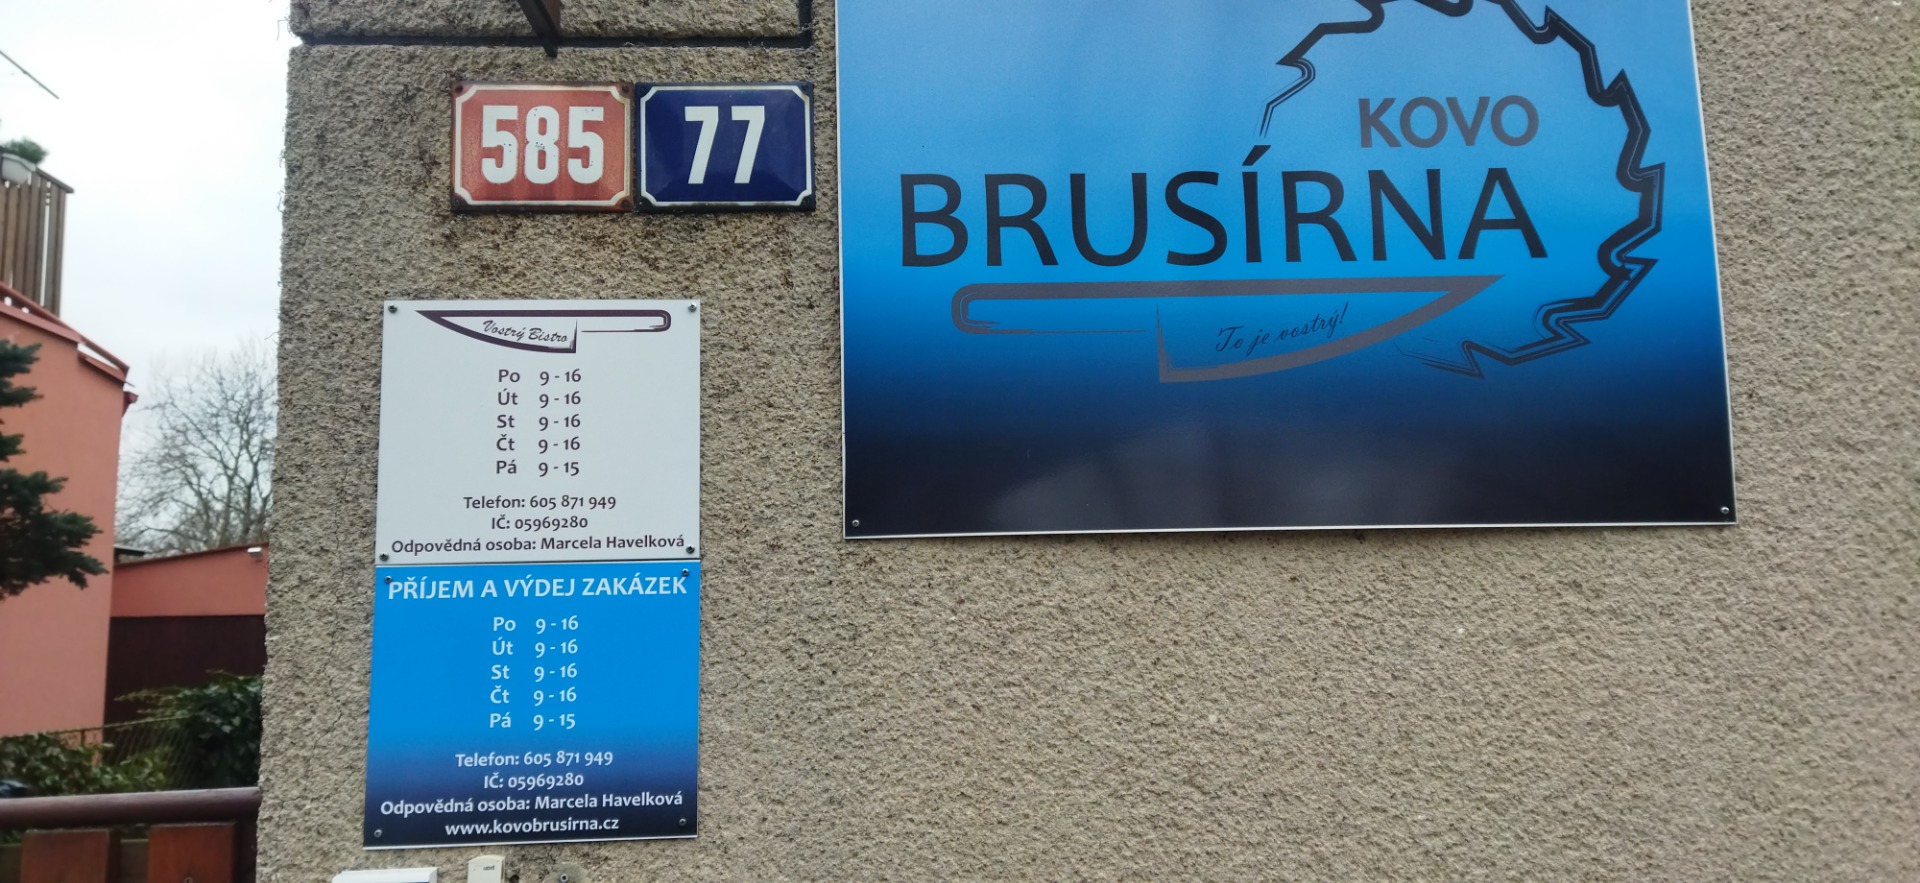 585
77
KOVO
BRUSÍRNA
To je vostrý!
Vostrý Bistro
Po 9 - 16
Út 9 - 16
St 9 - 16
Čt 9 - 16
Pá 9 - 15
Telefon: 605 871 949
IČ: 05969280
Odpovědná osoba: Marcela Havelková
PŘÍJEM A VÝDEJ ZAKÁZEK
Po 9 - 16
Út 9 - 16
St 9 - 16
Čt 9 - 16
Pá 9 - 15
Telefon: 605 871 949
IČ: 05969280
Odpovědná osoba: Marcela Havelková
www.kovobrusirna.cz